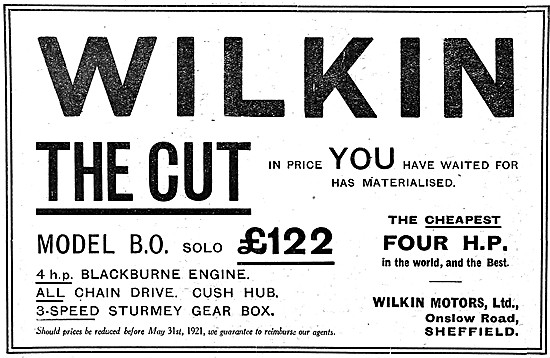 WILKIN
THE CUT IN PRICE YOU HAVE WAITED FOR
HAS MATERIALISED.
MODEL B.O. SOLO £122
4 h.p. BLACKBURNE ENGINE.
ALL CHAIN DRIVE. CUSH HUB.
3-SPEED STURMEY GEAR BOX.
Should prices be reduced before May 31st, 1921, we guarantee to reimburse our agents.
THE CHEAPEST
FOUR H.P.
in the world, and the Best.
WILKIN MOTORS, Ltd.,
Onslow Road,
SHEFFIELD.